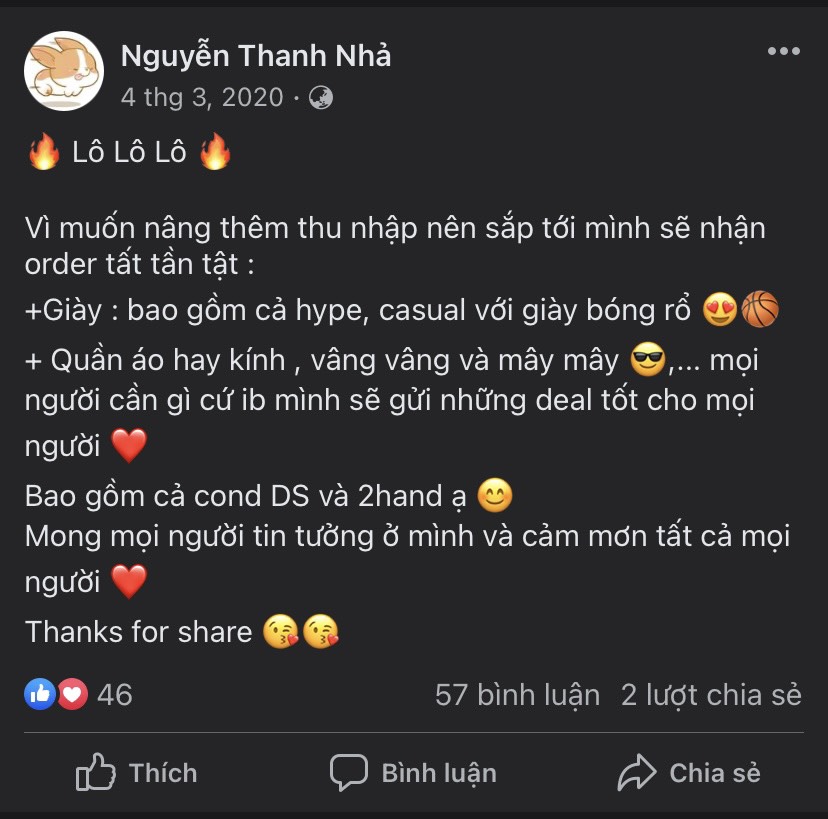 Nguyễn Thanh Nhả
4 thg 3, 2020 ·
🔥 Lô Lô Lô 🔥
Vì muốn nâng thêm thu nhập nên sắp tới mình sẽ nhận
order tất tần tật :
+Giày : bao gồm cả hype, casual với giày bóng rổ 😍🏀
+ Quần áo hay kính , vâng vâng và mây mây 😎,... mọi
người cần gì cứ ib mình sẽ gửi những deal tốt cho mọi
người ❤️
Bao gồm cả cond DS và 2hand ạ 😊
Mong mọi người tin tưởng ở mình và cảm mơn tất cả mọi
người ❤️
Thanks for share 😘😘
46
57 bình luận 2 lượt chia sẻ
Thích Bình luận Chia sẻ